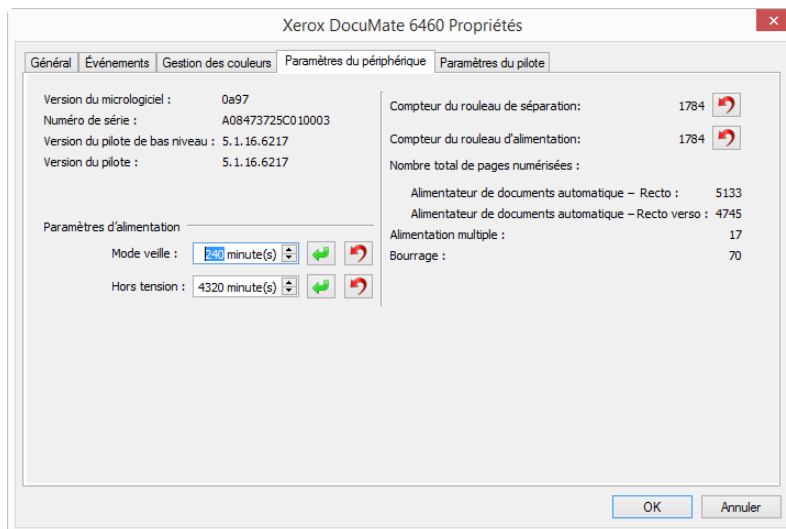 Xerox DocuMate 6460 Propriétés
Général Événements Gestion des couleurs Paramètres du périphérique Paramètres du pilote
Version du micrologiciel : 0a97
Numéro de série : A08473725C010003
Version du pilote de bas niveau : 5.1.16.6217
Version du pilote : 5.1.16.6217
Paramètres d'alimentation
Mode veille : 240 minute(s)
Hors tension : 4320 minute(s)
Compteur du rouleau de séparation: 1784
Compteur du rouleau d'alimentation: 1784
Nombre total de pages numérisées :
Alimentateur de documents automatique – Recto : 5133
Alimentateur de documents automatique – Recto verso : 4745
Alimentation multiple : 17
Bourrage : 70
OK Annuler